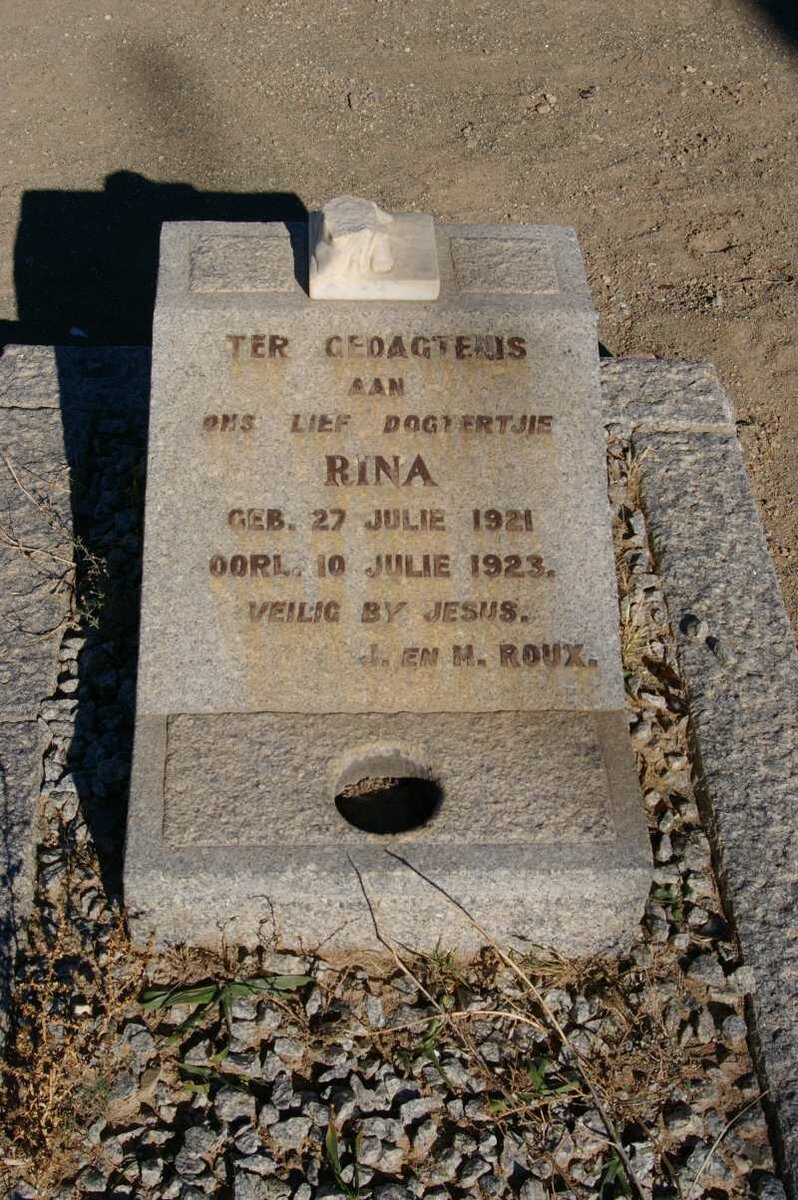 TER GEDAGTENIS
AAN
ONS LIEF DOGTERTJIE
RINA
GEB. 27 JULIE 1921
OORL. 10 JULIE 1923.
VEILIG BY JESUS.
J. EN M. ROUX.